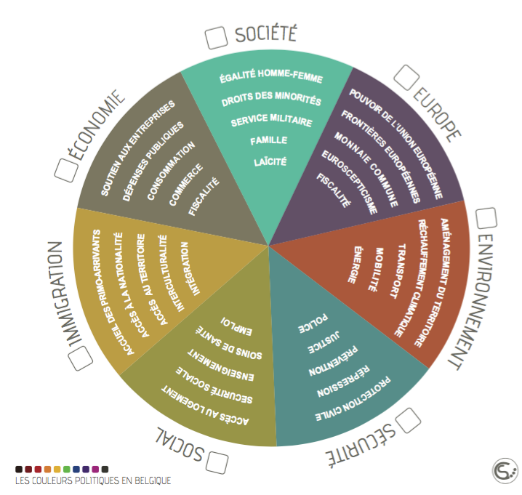 SOCIÉTÉ
ÉGALITÉ HOMME-FEMME
DROITS DES MINORITÉS
SERVICE MILITAIRE
FAMILLE
LAÏCITÉ
EUROPE
POUVOIR DE L'UNION EUROPÉENNE
FRONTIÈRES EUROPÉENNES
MONNAIE COMMUNE
EUROSCEPTICISME
FISCALITÉ
ENVIRONNEMENT
AMÉNAGEMENT DU TERRITOIRE
RÉCHAUFFEMENT CLIMATIQUE
TRANSPORT
MOBILITÉ
ÉNERGIE
SÉCURITÉ
POLICE
JUSTICE
PRÉVENTION
RÉPRESSION
PROTECTION CIVILE
SOCIAL
EMPLOI
SOINS DE SANTÉ
ENSEIGNEMENT
SÉCURITÉ SOCIALE
ACCÈS AU LOGEMENT
IMMIGRATION
ACCUEIL DES PRIMOARRIVANTS
ACCÈS A LA NATIONALITÉ
ACCÈS AU TERRITOIRE
INTERCULTURALITÉ
INTÉGRATION
ÉCONOMIE
SOUTIEN AUX ENTREPRISES
DÉPENSES PUBLIQUES
CONSOMMATION
COMMERCE
FISCALITÉ
LES COULEURS POLITIQUES EN BELGIQUE